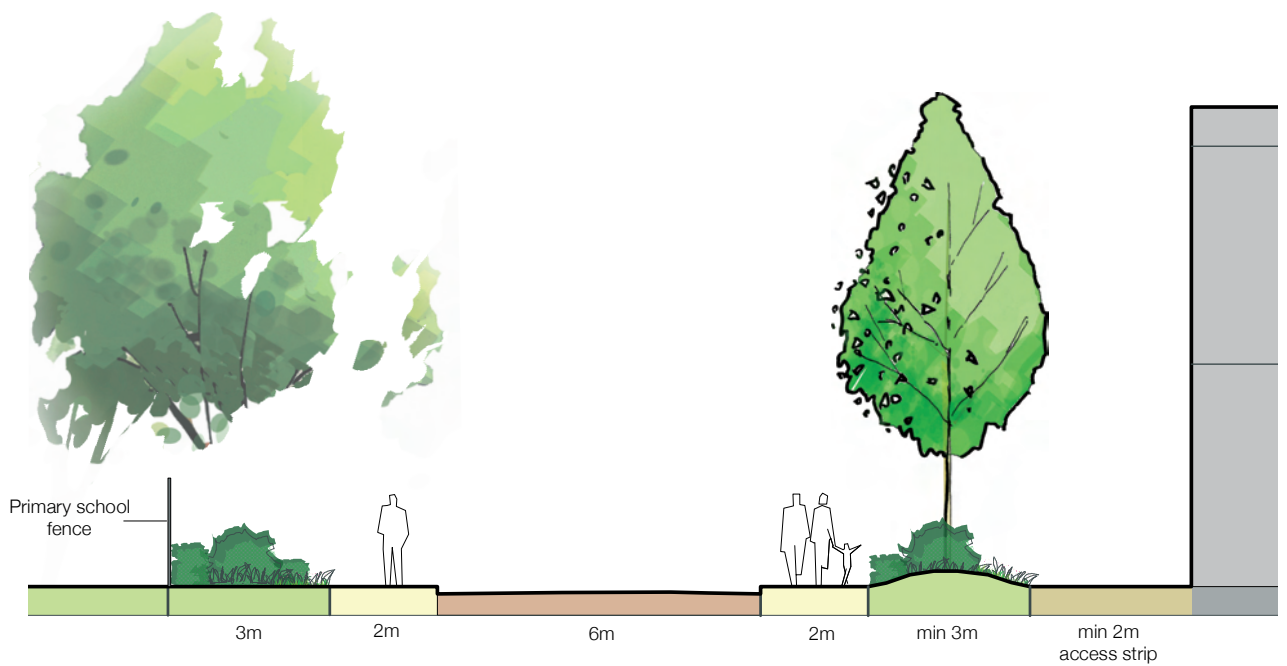 Primary school
fence
3m
2m
6m
2m
min 3m
min 2m
access strip